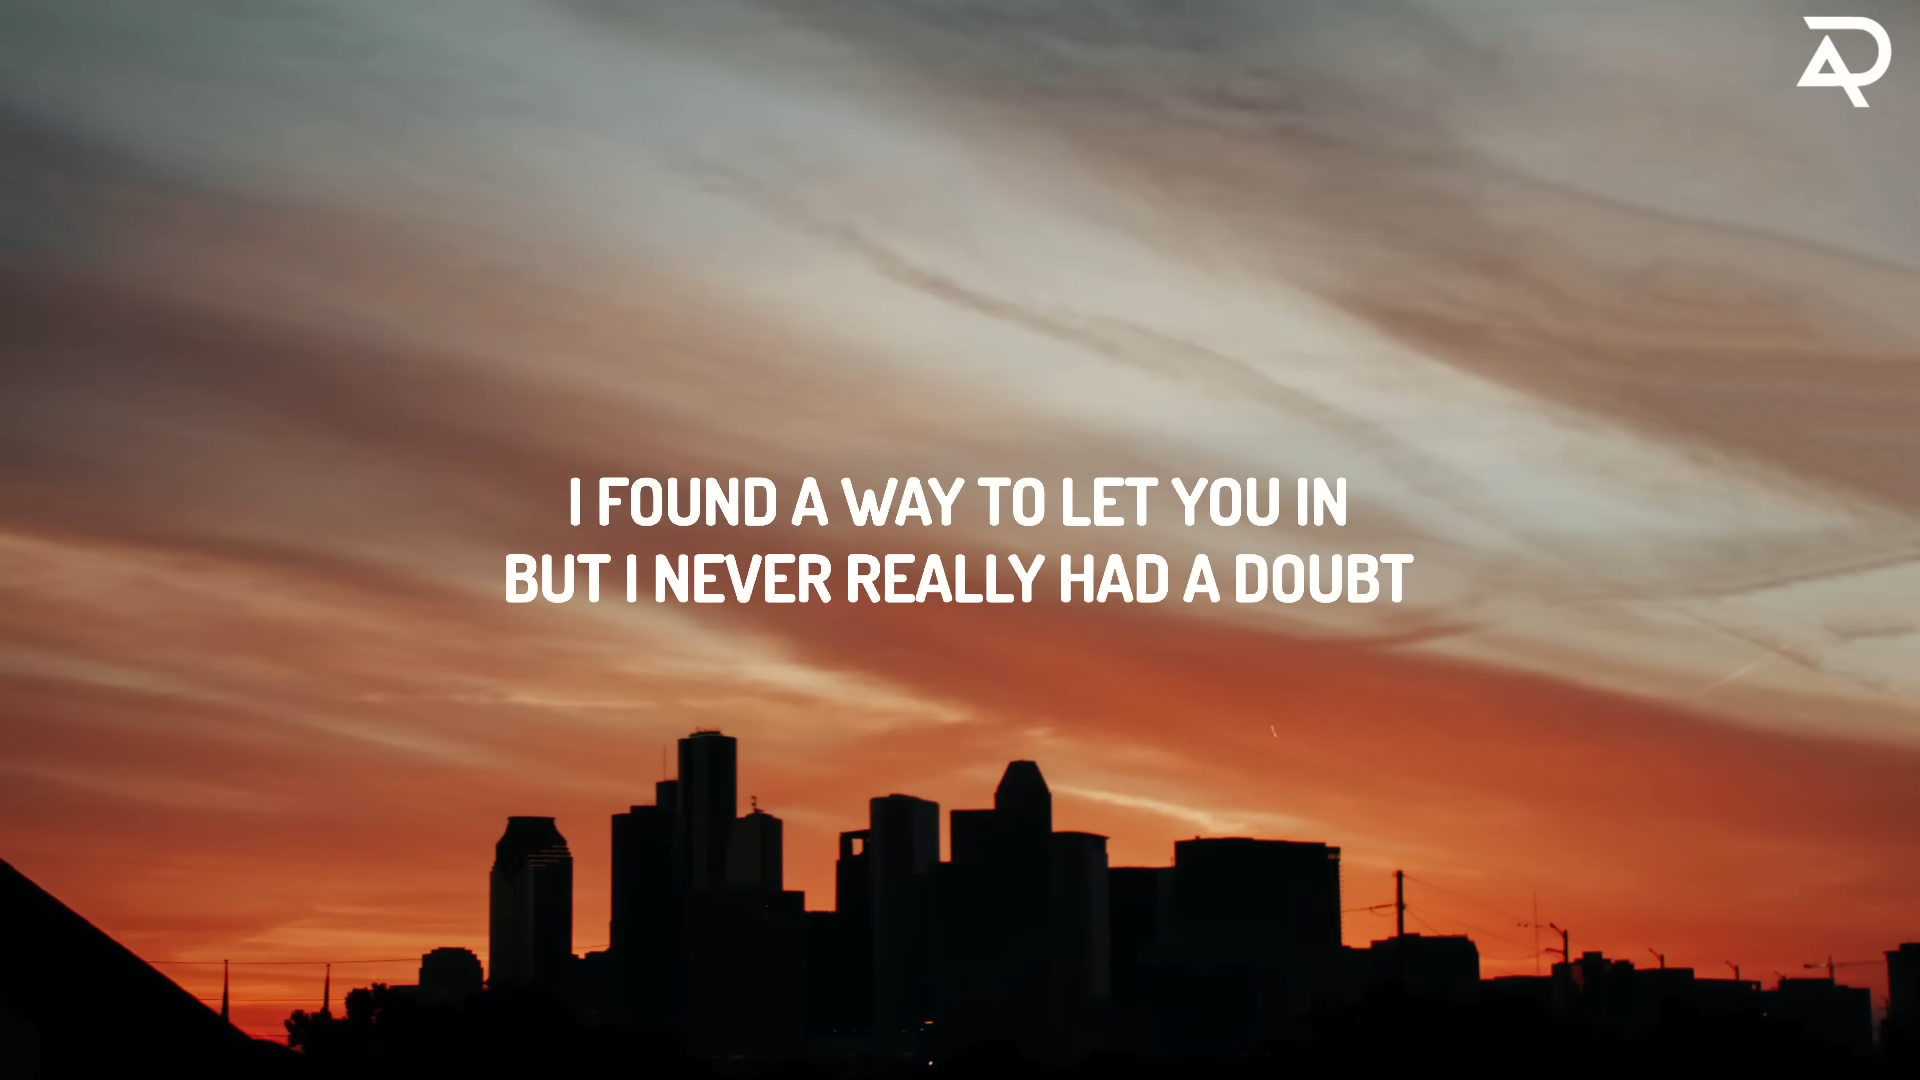 I FOUND A WAY TO LET YOU IN
BUT I NEVER REALLY HAD A DOUBT